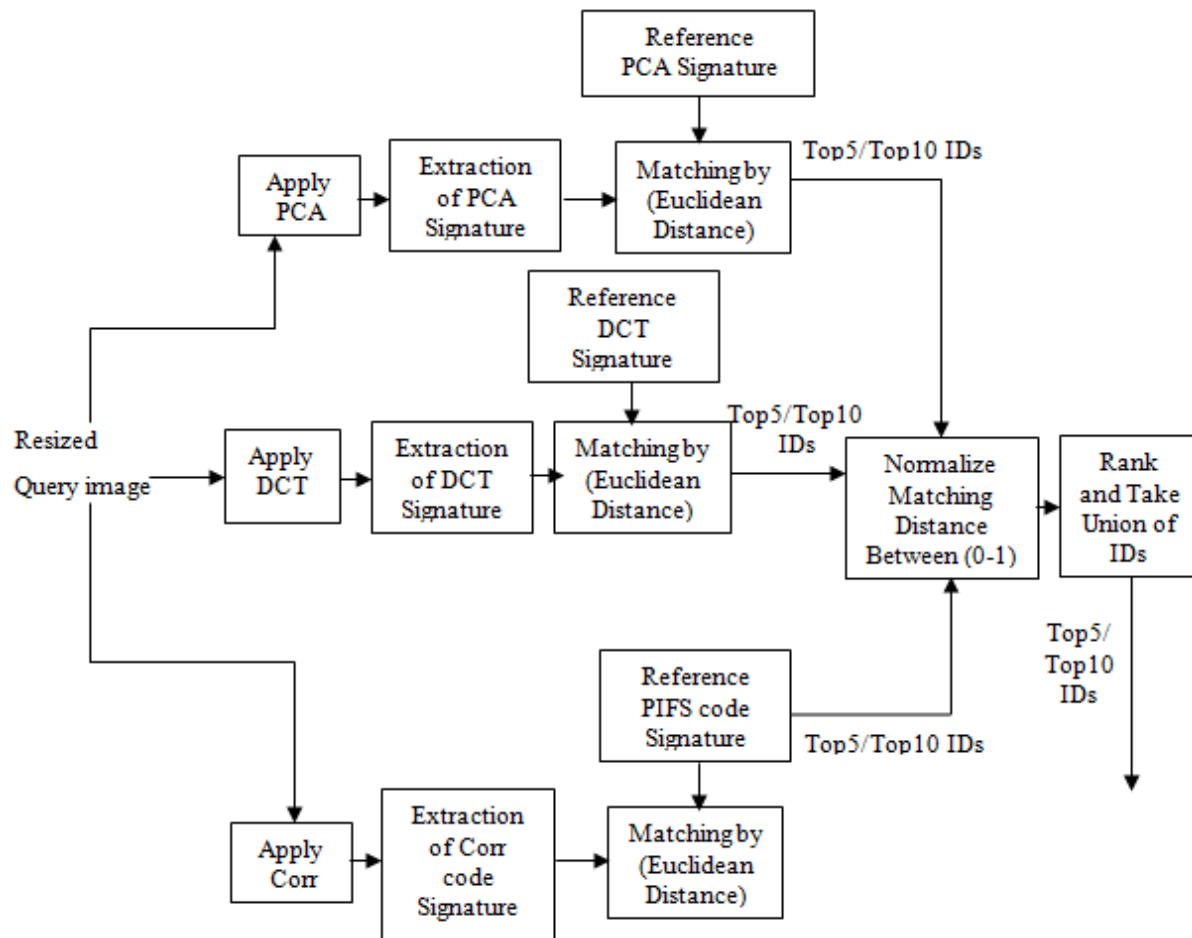 Reference
PCA Signature
Top5/Top10 IDs
Apply
PCA
Extraction
of PCA
Signature
Matching by
(Euclidean
Distance)
Reference
DCT
Signature
Resized
Query image
Apply
DCT
Extraction
of DCT
Signature
Matching by
(Euclidean
Distance)
Top5/Top10
IDs
Normalize
Matching
Distance
Between (0-1)
Rank
and Take
Union of
IDs
Top5/
Top10
IDs
Reference
PIFS code
Signature
Top5/Top10 IDs
Apply
Corr
Extraction
of Corr
code
Signature
Matching by
(Euclidean
Distance)